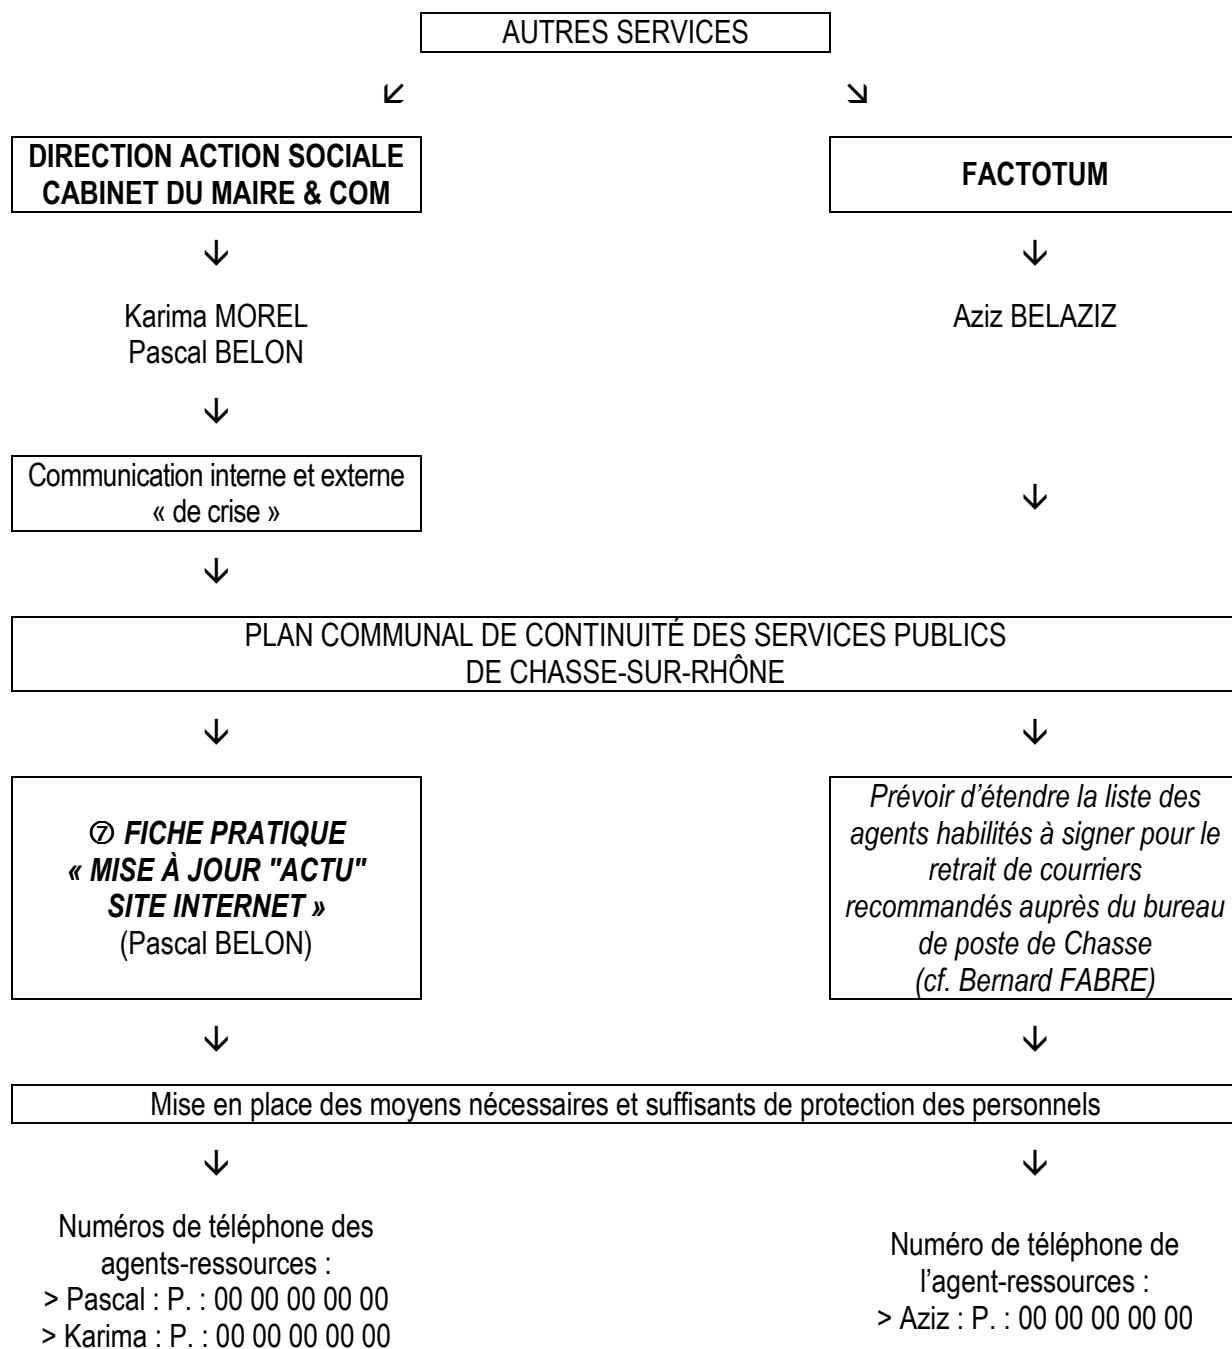 AUTRES SERVICES
DIRECTION ACTION SOCIALE
CABINET DU MAIRE & COM
FACTOTUM
Karima MOREL
Pascal BELON
Aziz BELAZIZ
Communication interne et externe
« de crise »
PLAN COMMUNAL DE CONTINUITÉ DES SERVICES PUBLICS
DE CHASSE-SUR-RHÔNE
⑦ FICHE PRATIQUE
« MISE À JOUR "ACTU"
SITE INTERNET »
(Pascal BELON)
Prévoir d’étendre la liste des
agents habilités à signer pour le
retrait de courriers
recommandés auprès du bureau
de poste de Chasse
(cf. Bernard FABRE)
Mise en place des moyens nécessaires et suffisants de protection des personnels
Numéros de téléphone des
agents-ressources :
> Pascal : P. : 00 00 00 00 00
> Karima : P. : 00 00 00 00 00
Numéro de téléphone de
l’agent-ressources :
> Aziz : P. : 00 00 00 00 00